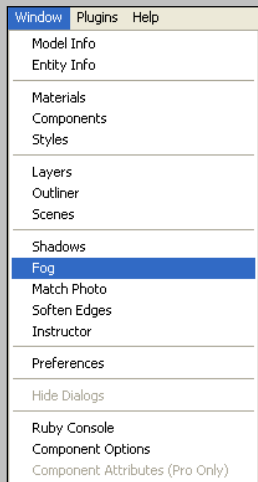 Window Plugins Help
Model Info
Entity Info
Materials
Components
Styles
Layers
Outliner
Scenes
Shadows
Fog
Match Photo
Soften Edges
Instructor
Preferences
Hide Dialogs
Ruby Console
Component Options
Component Attributes (Pro Only)